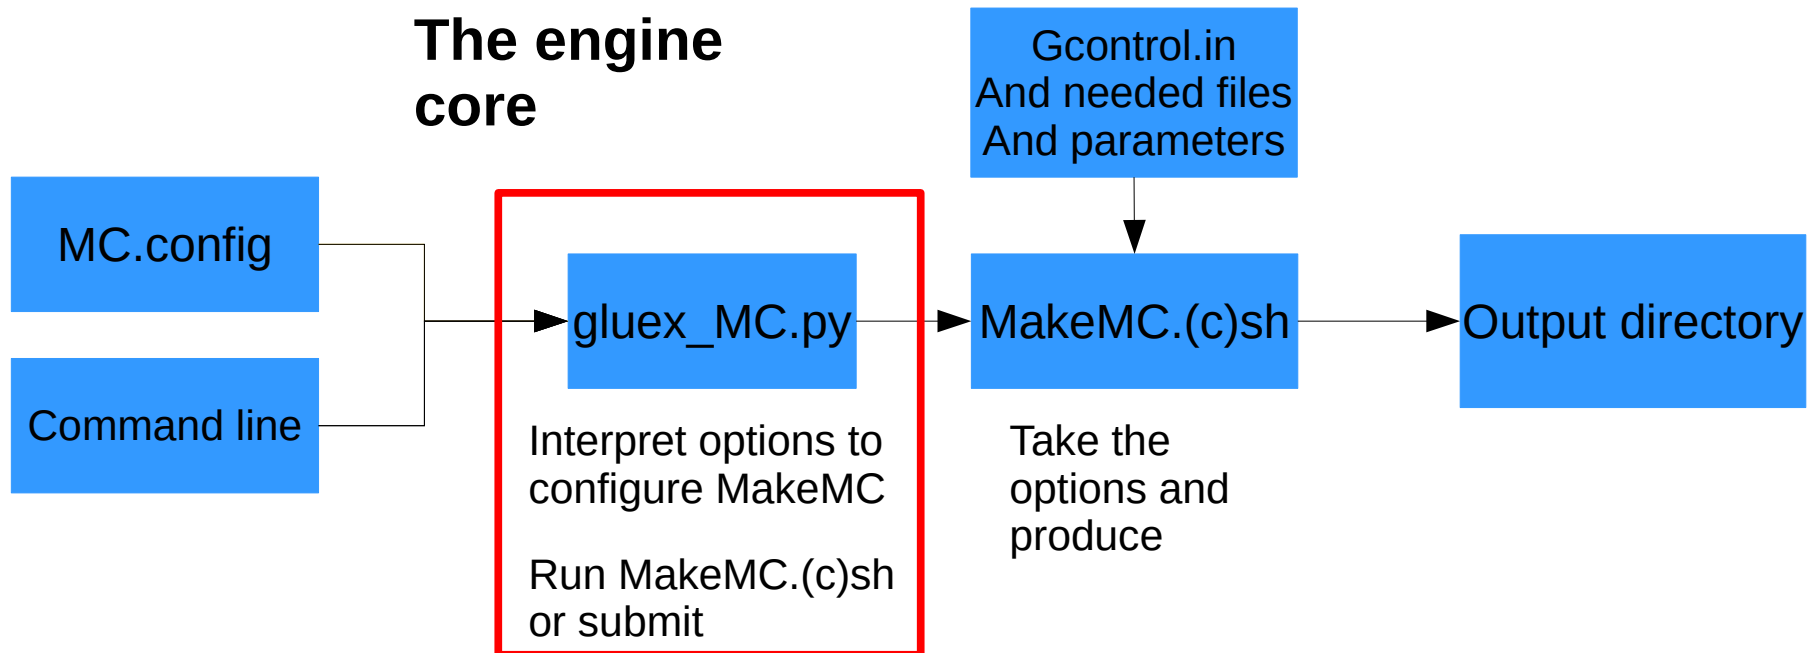 The engine
core
Gcontrol.in
And needed files
And parameters
MC.config
Command line
gluex_MC.py
MakeMC.(c)sh
Output directory
Interpret options to
configure MakeMC
Run MakeMC.(c)sh
or submit
Take the
options and
produce